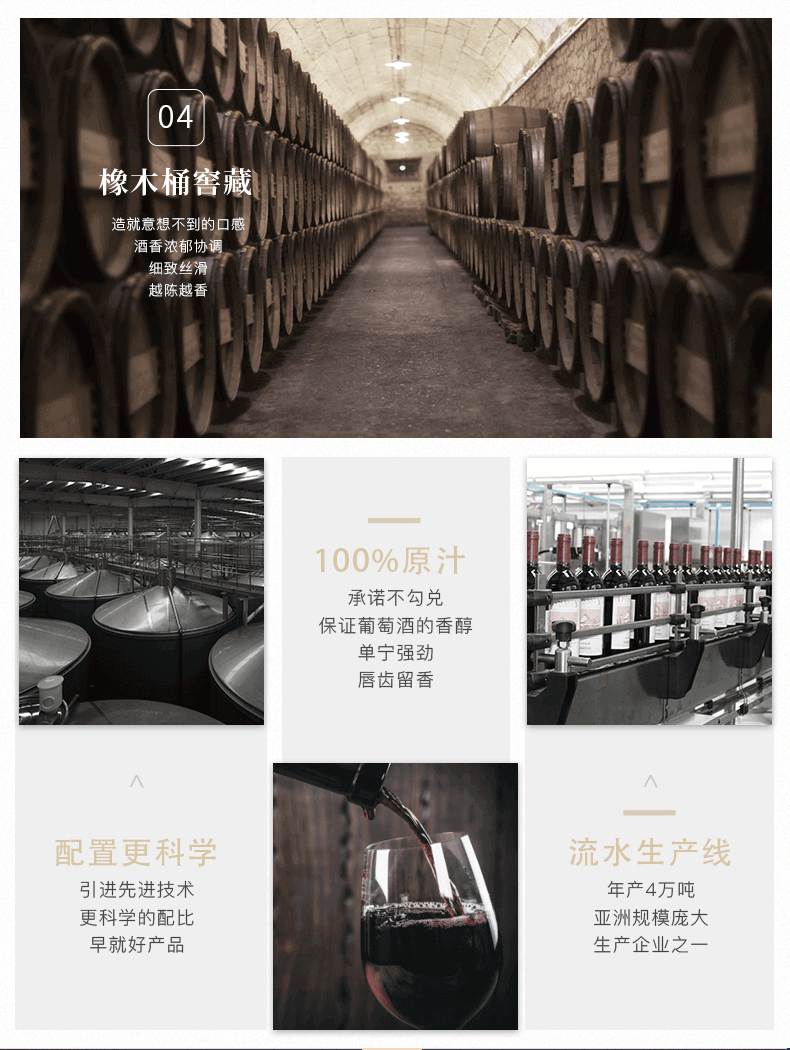 04
橡木桶窖藏
造就意想不到的口感
酒香浓郁协调
细致丝滑
越陈越香
100%原汁
承诺不勾兑
保证葡萄酒的香醇
单宁强劲
唇齿留香
配置更科学
引进先进技术
更科学的配比
早就好产品
流水生产线
年产4万吨
亚洲规模庞大
生产企业之一